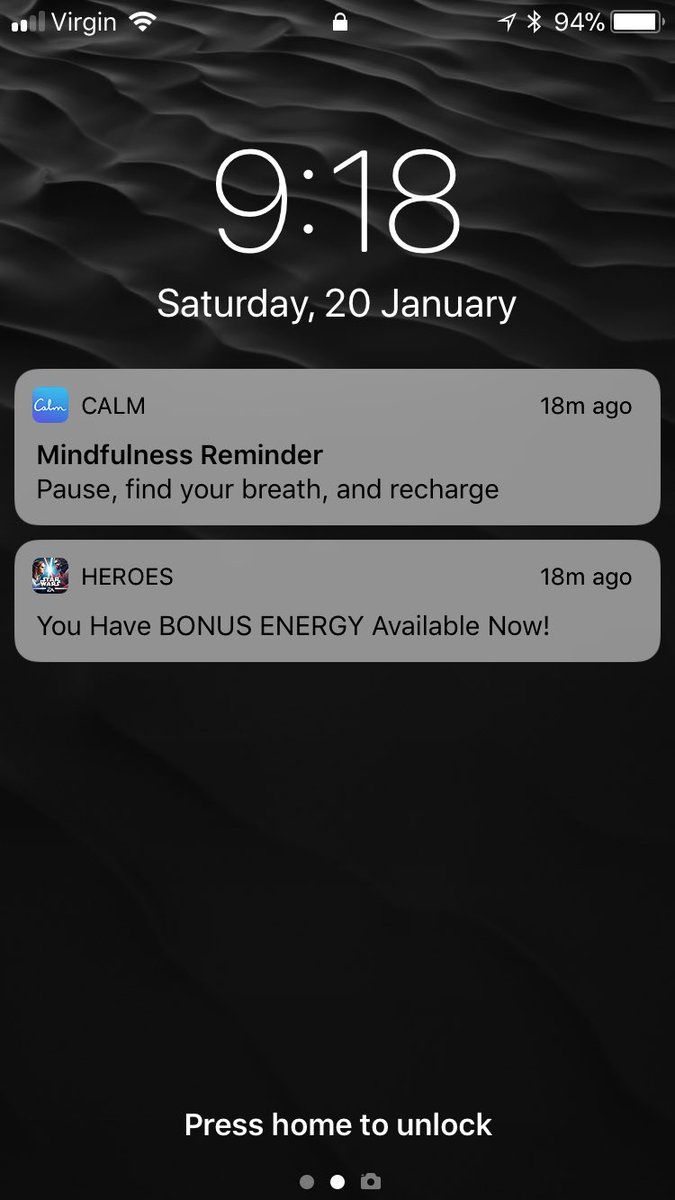 Virgin 94%
9:18
Saturday, 20 January
Calm CALM 18m ago
Mindfulness Reminder
Pause, find your breath, and recharge
STAR WARS EA HEROES 18m ago
You Have BONUS ENERGY Available Now!
Press home to unlock